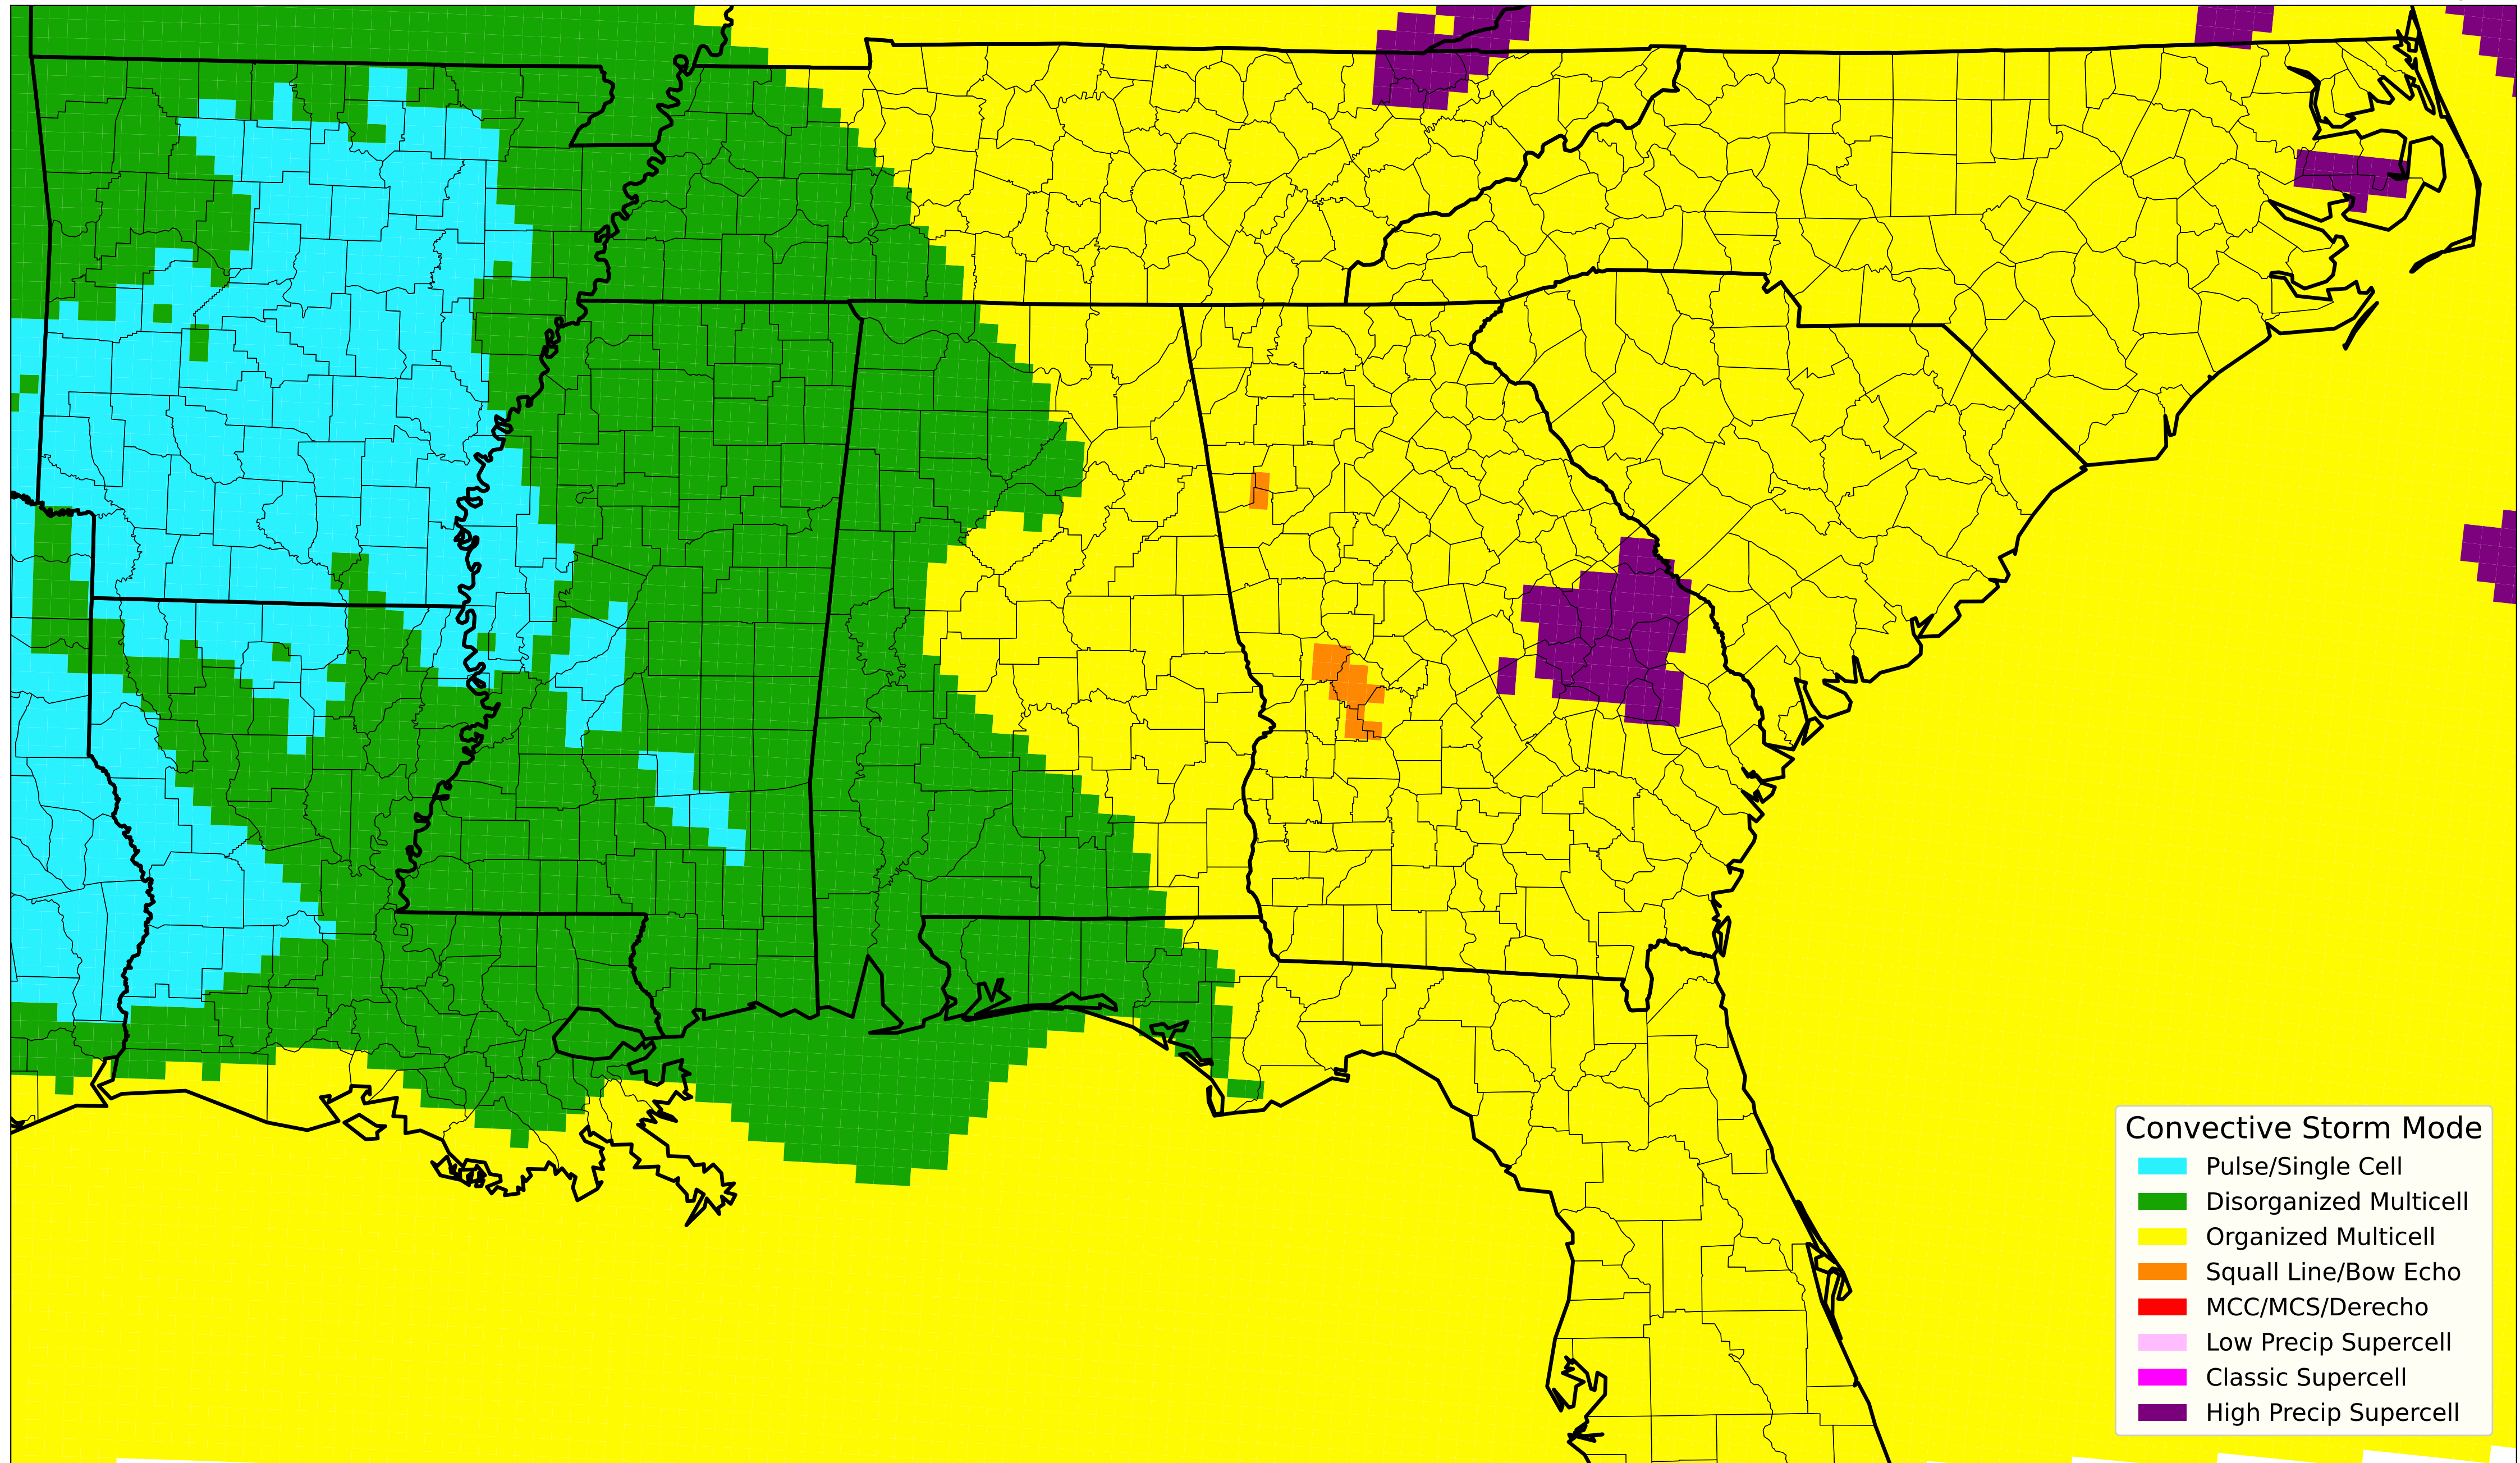 Convective Storm Mode
Pulse/Single Cell
Disorganized Multicell
Organized Multicell
Squall Line/Bow Echo
MCC/MCS/Derecho
Low Precip Supercell
Classic Supercell
High Precip Supercell